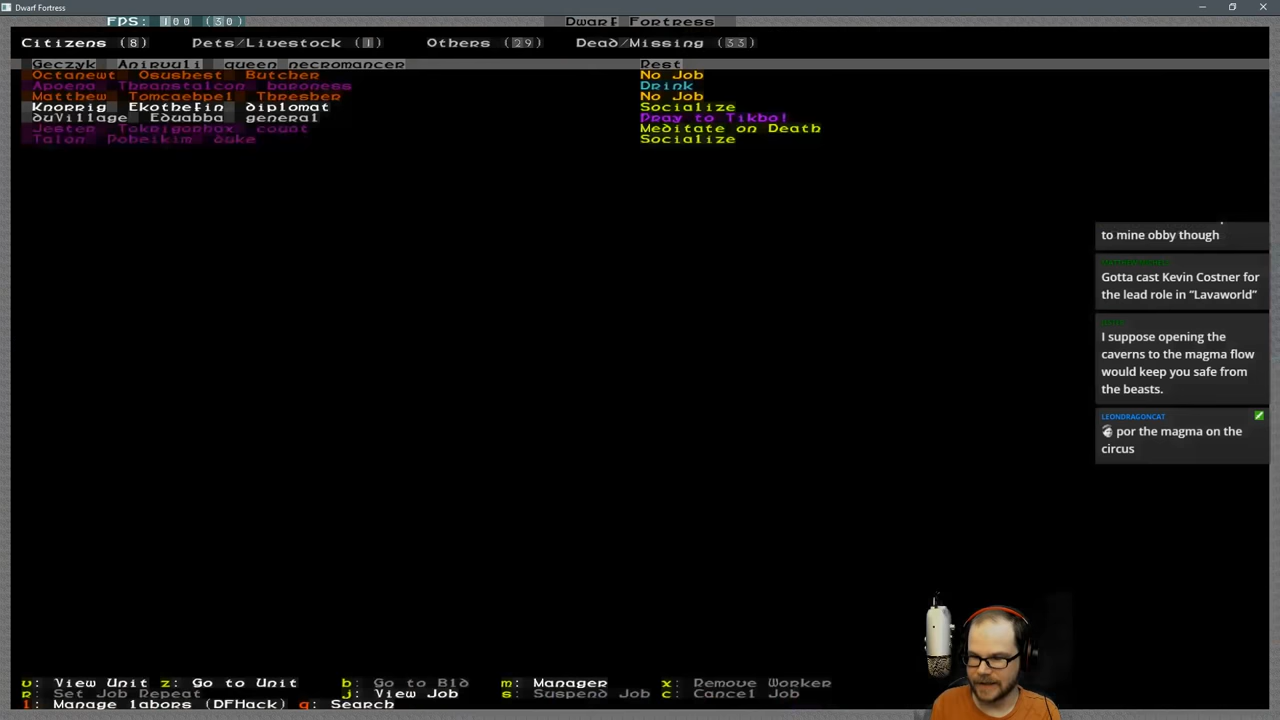 Dwarf Fortress
FPS: 100 (30)
Dwarf Fortress
Citizens (8) Pets/Livestock (1) Others (29) Dead/Missing (33)
Geczyk Anirvuli queen necromancer Rest
Octanewt Osushest Butcher No Job
Apoena Thranstalcon baroness Drink
Matthew Tomcaebpel Thresher No Job
Knorrig Ekothefin diplomat Socialize
duVillage Eduabba general Pray to Tikbo!
Jester Tokrigorhax count Meditate on Death
Talon Pobeikim duke Socialize
to mine obby though
Gotta cast Kevin Costner for
the lead role in “Lavaworld”
I suppose opening the
caverns to the magma flow
would keep you safe from
the beasts.
LEONDRAGONCAT
por the magma on the
circus
v: View Unit z: Go to Unit b: Go to Bld m: Manager x: Remove Worker
R: Set Job Repeat j: View Job s: Suspend Job c: Cancel Job
l: Manage labors (DFHack) q: Search